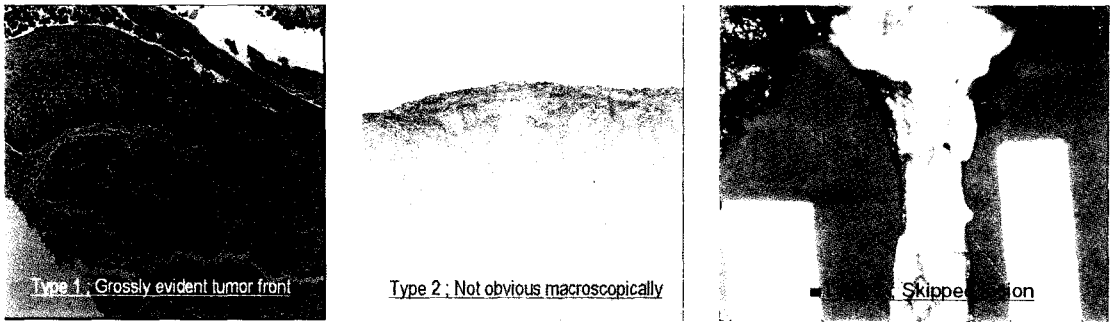 Type 1 ; Grossly evident tumor front
Type 2 ; Not obvious macroscopically
; Skipped